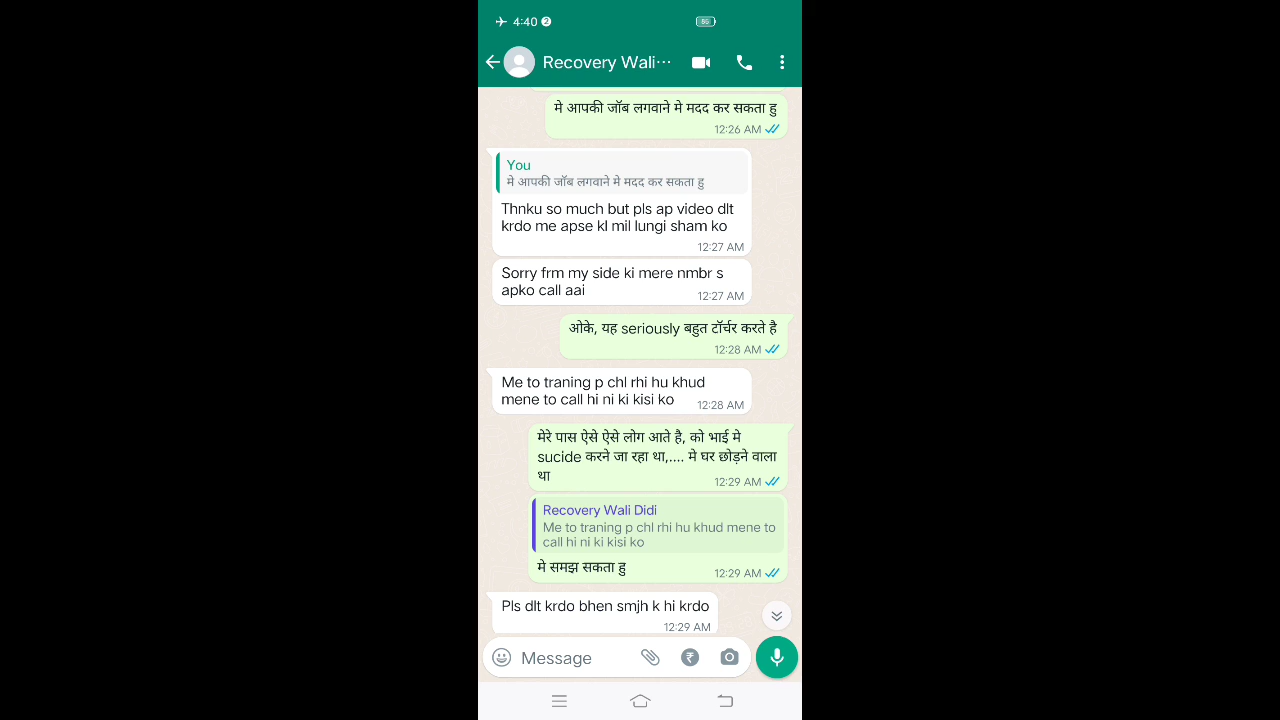 4:40 2
5G
Recovery Wali...
मे आपकी जॉब लगवाने मे मदद कर सकता हु
12:26 AM
You
मे आपकी जॉब लगवाने मे मदद कर सकता हु
Thnku so much but pls ap video dlt
krdo me apse kl mil lungi sham ko
12:27 AM
Sorry frm my side ki mere nmbr s
apko call aai
12:27 AM
ओके, यह seriously बहुत टॉर्चर करते है
12:28 AM
Me to traning p chl rhi hu khud
mene to call hi ni ki kisi ko
12:28 AM
मेरे पास ऐसे ऐसे लोग आते है, को भाई मे
sucide करने जा रहा था,.... मे घर छोड़ने वाला
था
12:29 AM
Recovery Wali Didi
Me to traning p chl rhi hu khud mene to
call hi ni ki kisi ko
मे समझ सकता हु
12:29 AM
Pls dlt krdo bhen smjh k hi krdo
12:29 AM
Message